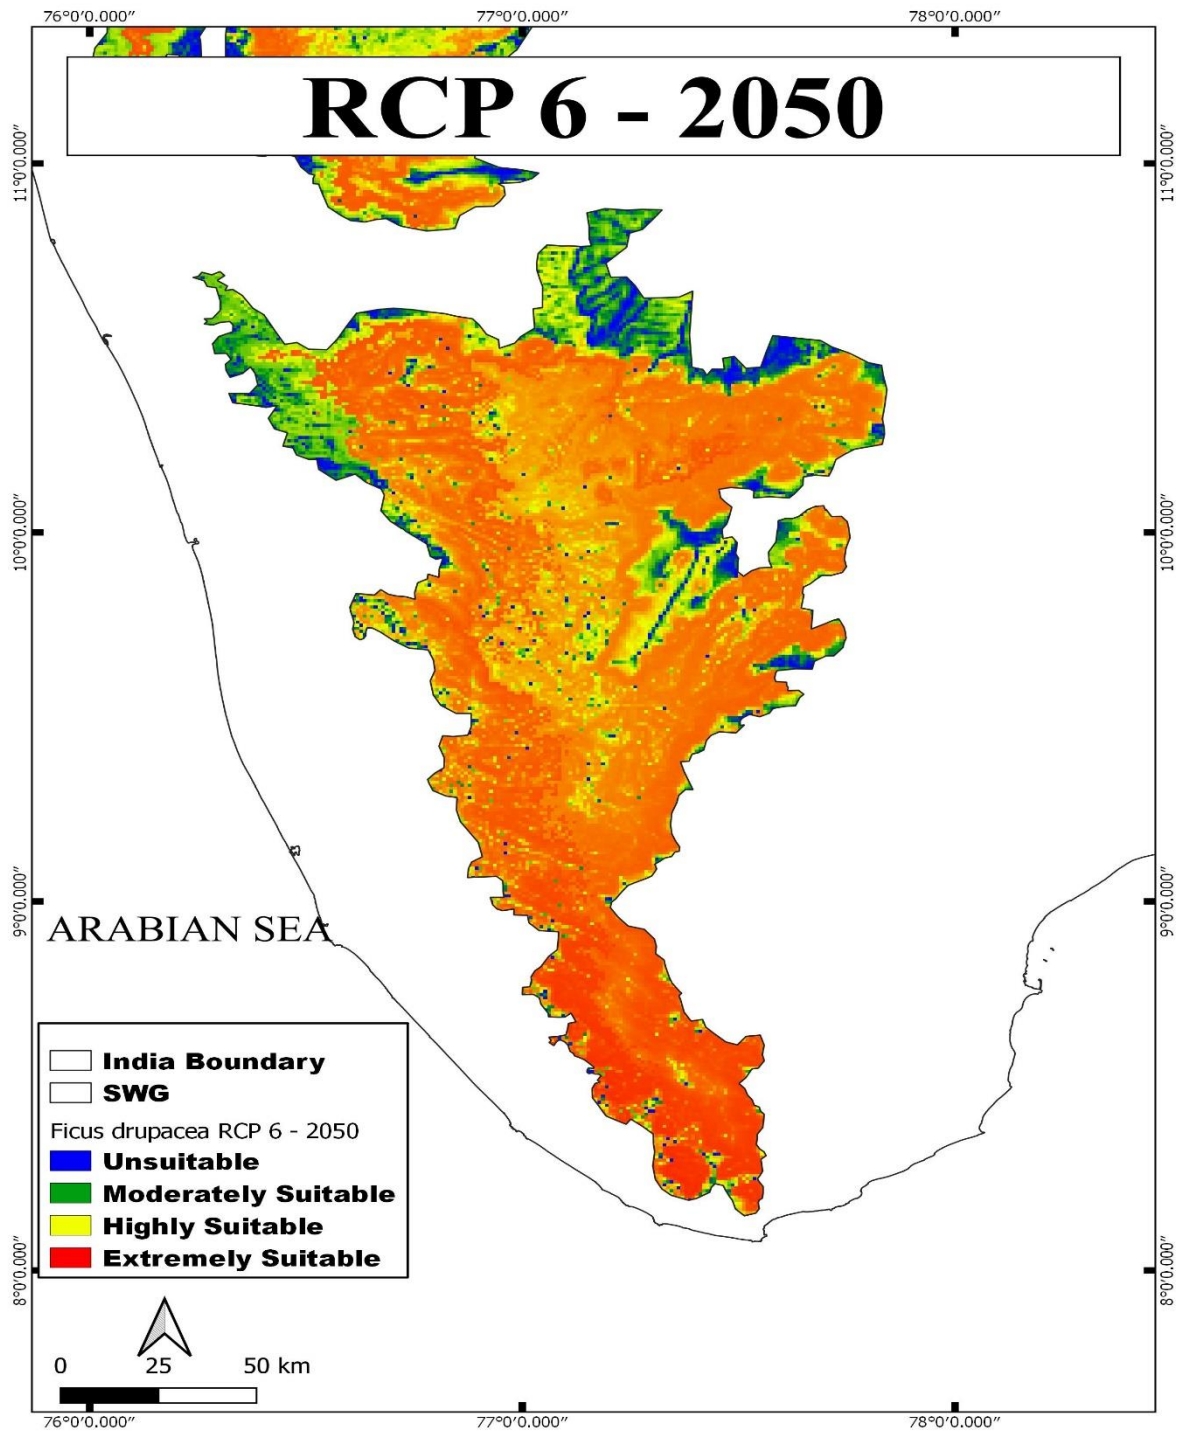 76°0'0.000″ 77°0'0.000″ 78°0'0.000″
RCP 6 - 2050
11°0'0.000″ 11°0'0.000″
10°0'0.000″ 10°0'0.000″
9°0'0.000″ 9°0'0.000″
ARABIAN SEA
India Boundary
SWG
Ficus drupacea RCP 6 - 2050
Unsuitable
Moderately Suitable
Highly Suitable
Extremely Suitable
8°0'0.000″ 8°0'0.000″
0 25 50 km
76°0'0.000″ 77°0'0.000″ 78°0'0.000″